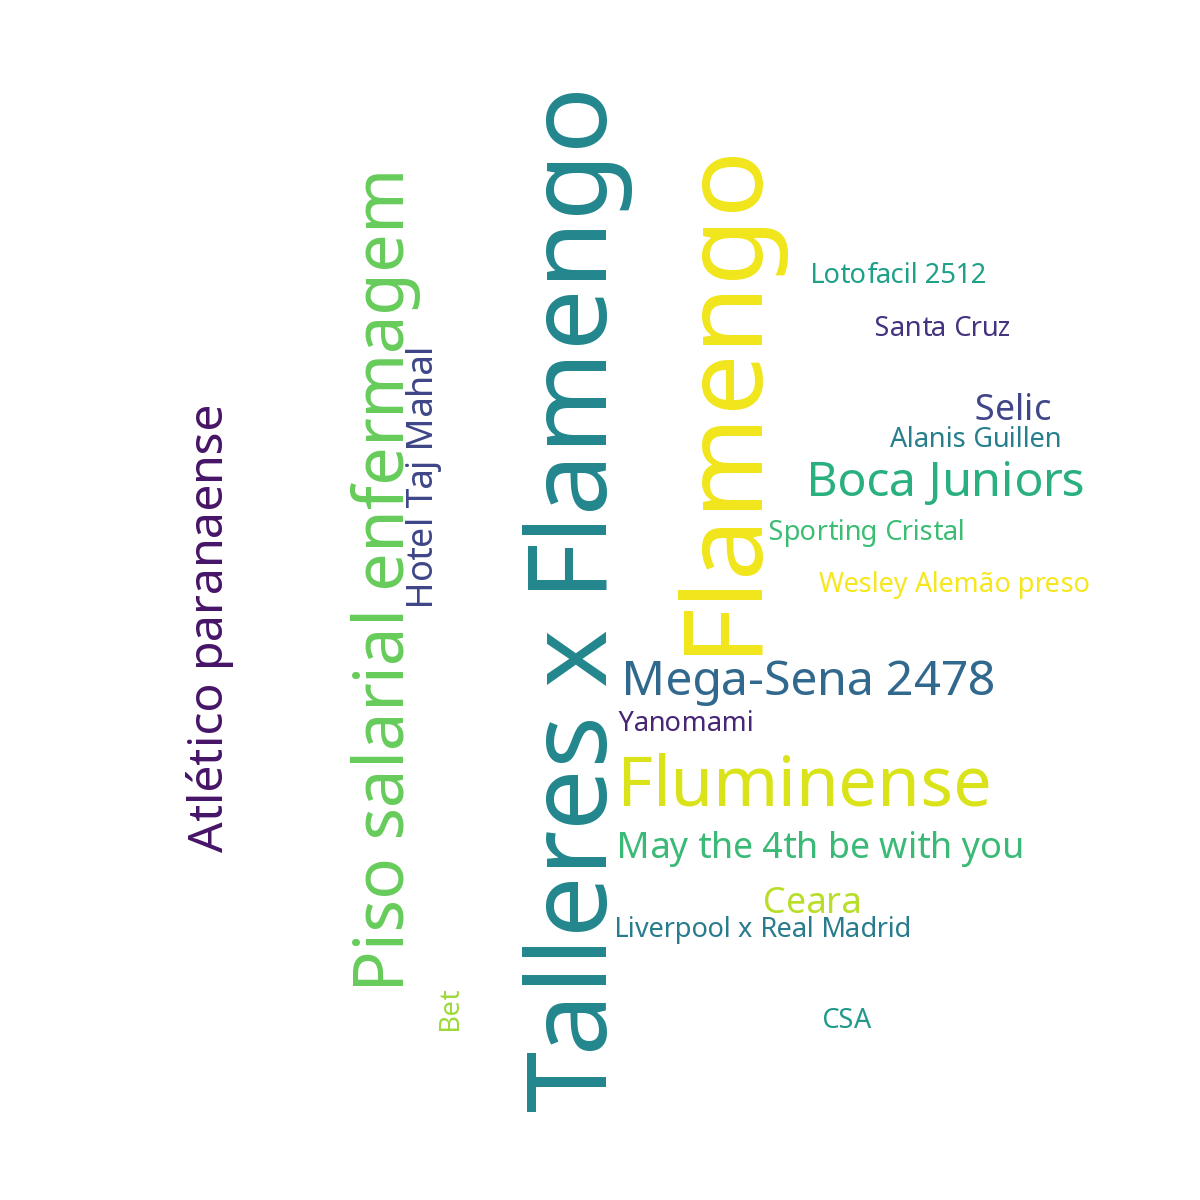 Atlético paranaense
Piso salarial enfermagem
Hotel Taj Mahal
Bet
Talleres x Flamengo
Flamengo
Lotofacil 2512
Santa Cruz
Selic
Alanis Guillen
Boca Juniors
Sporting Cristal
Wesley Alemão preso
Mega-Sena 2478
Yanomami
Fluminense
May the 4th be with you
Ceara
Liverpool x Real Madrid
CSA